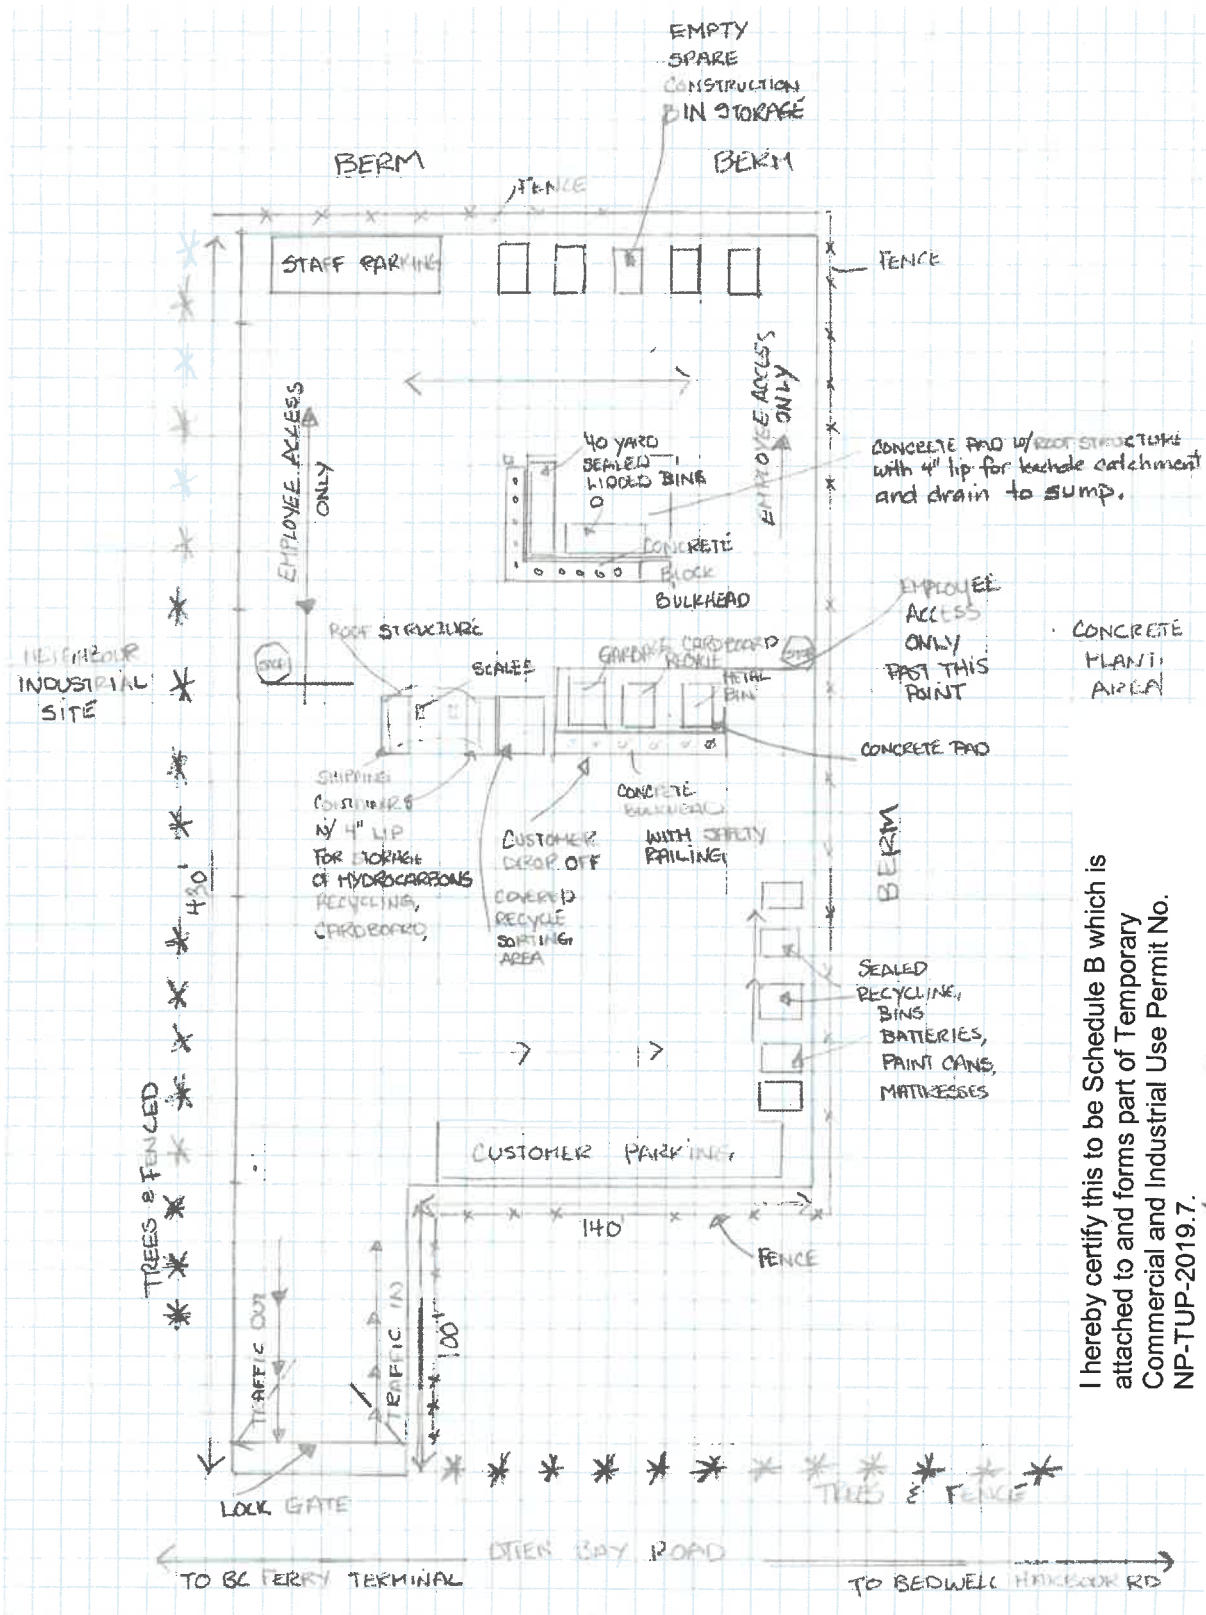 EMPTY
SPARE
CONSTRUCTION
BIN STORAGE
BERM
BERM
FENCE
STAFF PARKING
FENCE
EMPLOYEE ACCESS
ONLY
EMPLOYEE ACCESS
ONLY
40 YARD
SEALED
LIDDED BINS
CONCRETE PAD W/ROOF STRUCTURE
with 4" lip for leachate catchment
and drain to sump.
CONCRETE
BLOCK
BULKHEAD
EMPLOYEE
ACCESS
ONLY
PAST THIS
POINT
CONCRETE
PLANT
AREA
NEIGHBOUR
INDUSTRIAL
SITE
ROOF STRUCTURE
STOP
SCALE
GARBAGE CARDBOARD
METAL
BIN
STOP
CONCRETE PAD
SHIPPING
CONTAINERS
W/ 4" LIP
FOR STORAGE
OF HYDROCARBONS
RECYCLING,
CARDBOARD,
CUSTOMER
DROP OFF
COVERED
RECYCLE
SORTING
AREA
CONCRETE
BULKHEAD
WITH SAFETY
RAILING
BERM
430'
SEALED
RECYCLING
BINS
BATTERIES,
PAINT CANS,
MATTRESSES
CUSTOMER PARKING
TREES & FENCED
140'
FENCE
TRAFFIC OUT
TRAFFIC IN
100'
LOCK GATE
TREES & FENCE
OTTER BAY ROAD
TO BC FERRY TERMINAL
TO BEDWELL HARBOUR RD
I hereby certify this to be Schedule B which is
attached to and forms part of Temporary
Commercial and Industrial Use Permit No.
NP-TUP-2019.7.